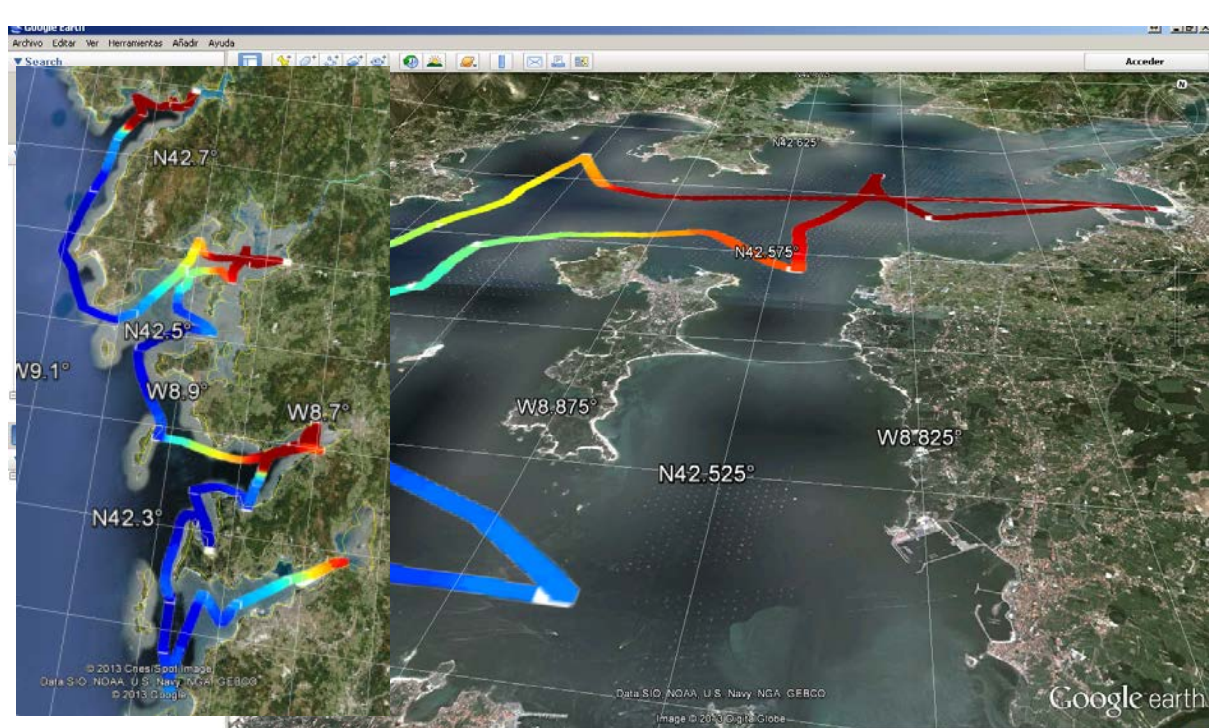 Google Earth
Archivo Editar Ver Herramientas Añadir Ayuda
▼ Search
Acceder
N
N42.7°
N42.5°
W9.1°
W8.9°
W8.7°
N42.3°
© 2013 Cnes/Spot Image
Data SIO, NOAA, U.S. Navy, NGA, GEBCO
© 2013 Google
N42.625°
N42.575°
W8.875°
W8.825°
N42.525°
Data SIO, NOAA, U.S. Navy, NGA, GEBCO
Image © 2013 DigitalGlobe
Google earth